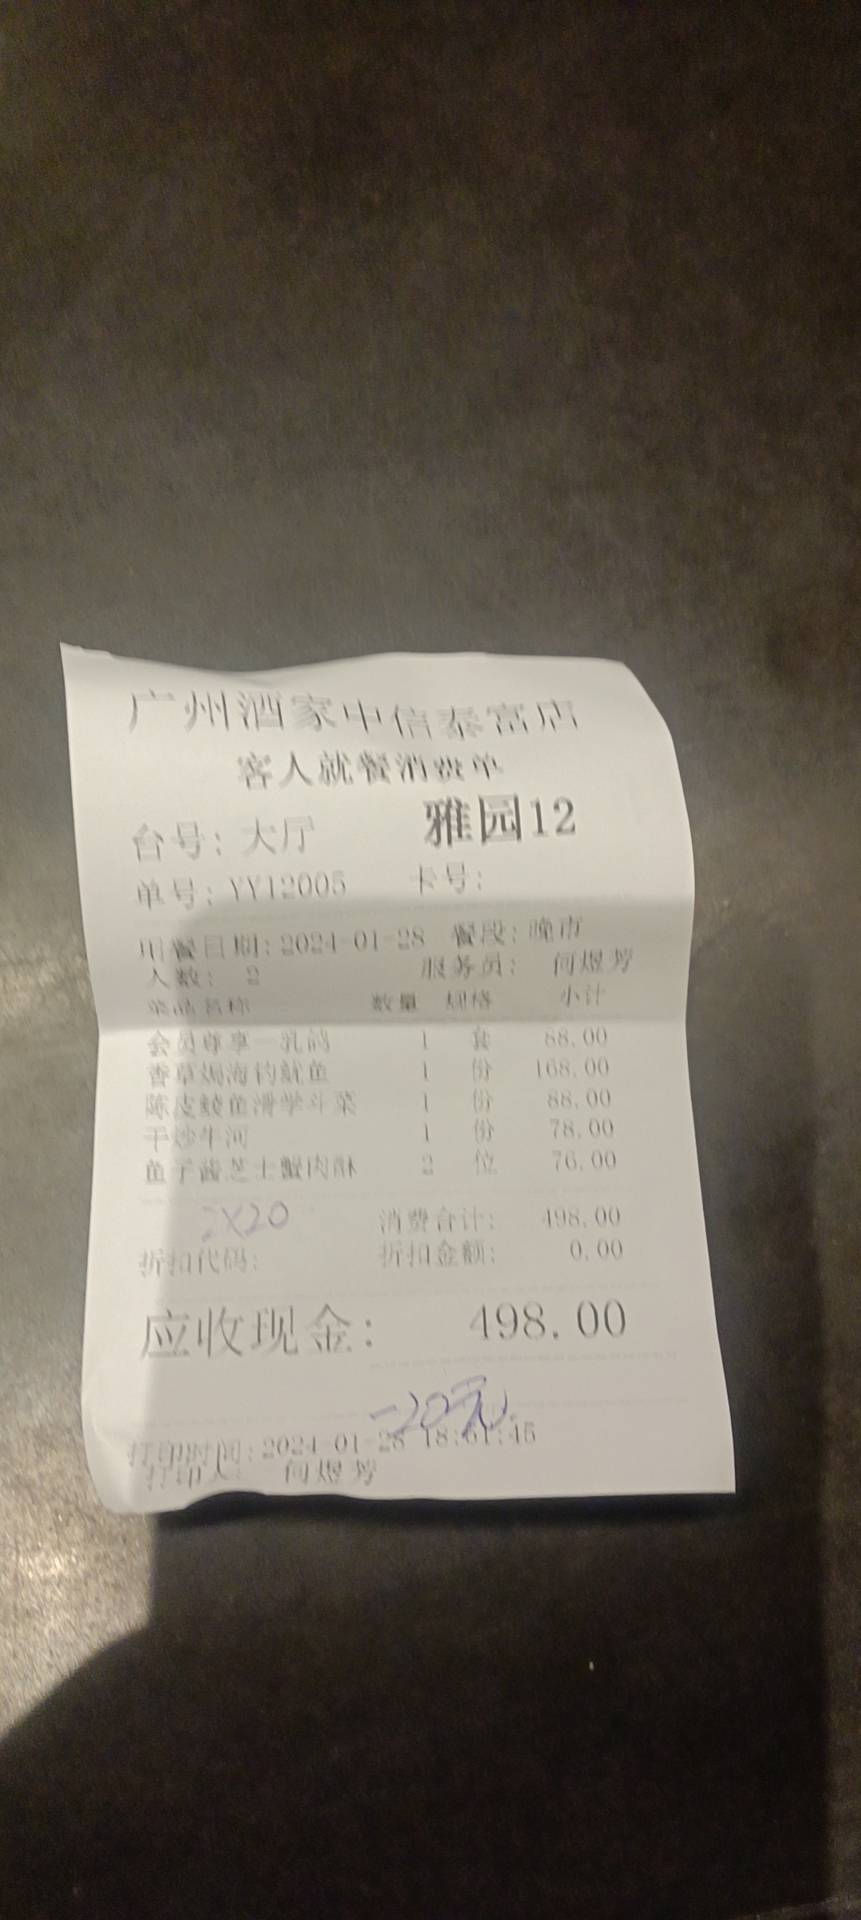 广州酒家中信泰富店
客人就餐消费单
台号: 大厅 雅园12
单号: YY12005 卡号:
用餐日期: 2024-01-28 餐段: 晚市
人数: 2 服务员: 何煜芳
菜品名称 数量 规格 小计
会员尊享一乳鸽 1 套 88.00
香草焗海钓鱿鱼 1 份 168.00
陈皮鲮鱼滑学斗菜 1 份 88.00
干炒牛河 1 份 78.00
鱼子酱芝士蟹肉酥 2 位 76.00
2X20 消费合计: 498.00
折扣代码: 折扣金额: 0.00
应收现金: 498.00
-20元
打印时间: 2024-01-28 18:51:45
打印人: 何煜芳